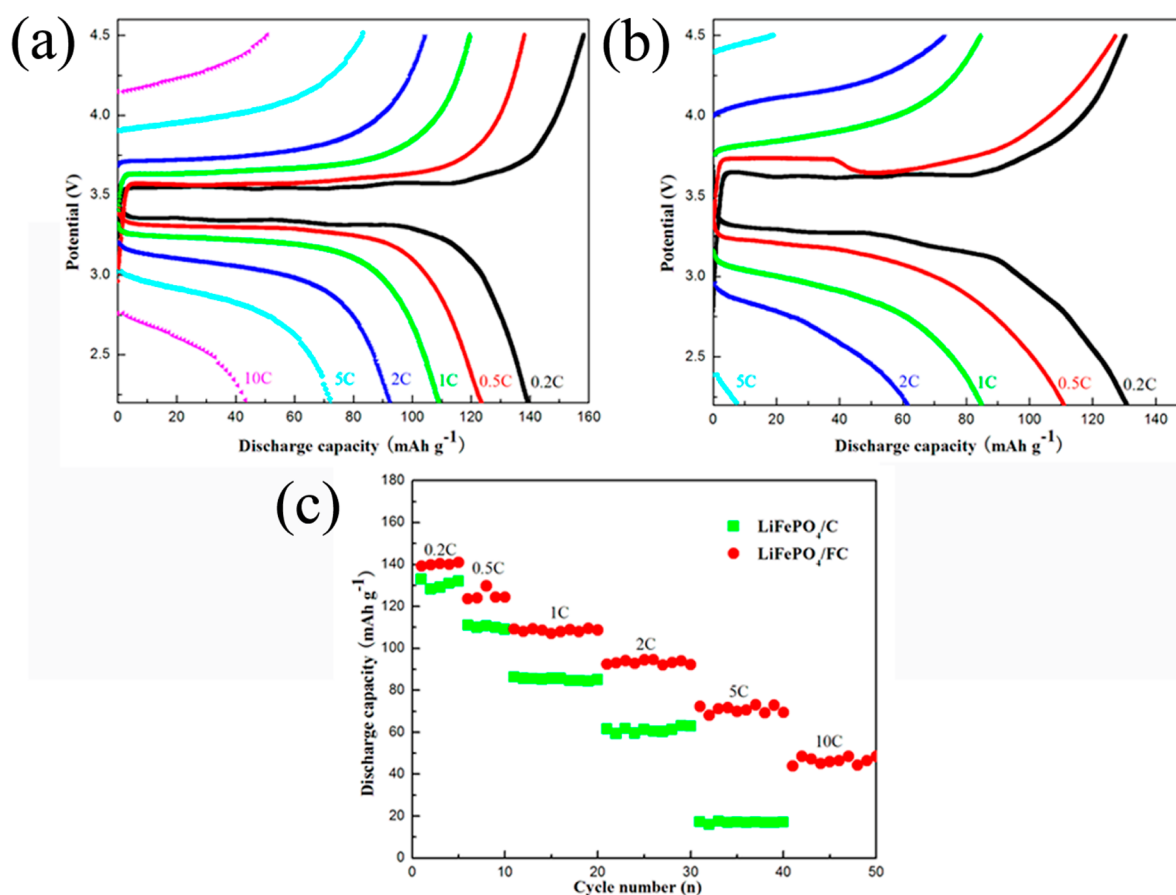 (a)
4.5
4.0
3.5
3.0
2.5
Potential (V)
10C
5C
2C
1C
0.5C
0.2C
0 20 40 60 80 100 120 140 160
Discharge capacity (mAh g-1)
(b)
4.5
4.0
3.5
3.0
2.5
Potential (V)
5C
2C
1C
0.5C
0.2C
0 20 40 60 80 100 120 140
Discharge capacity (mAh g-1)
(c)
180
160
140
120
100
80
60
40
20
0
Discharge capacity (mAh g-1)
LiFePO4/C
LiFePO4/FC
0.2C
0.5C
1C
2C
5C
10C
0 10 20 30 40 50
Cycle number (n)